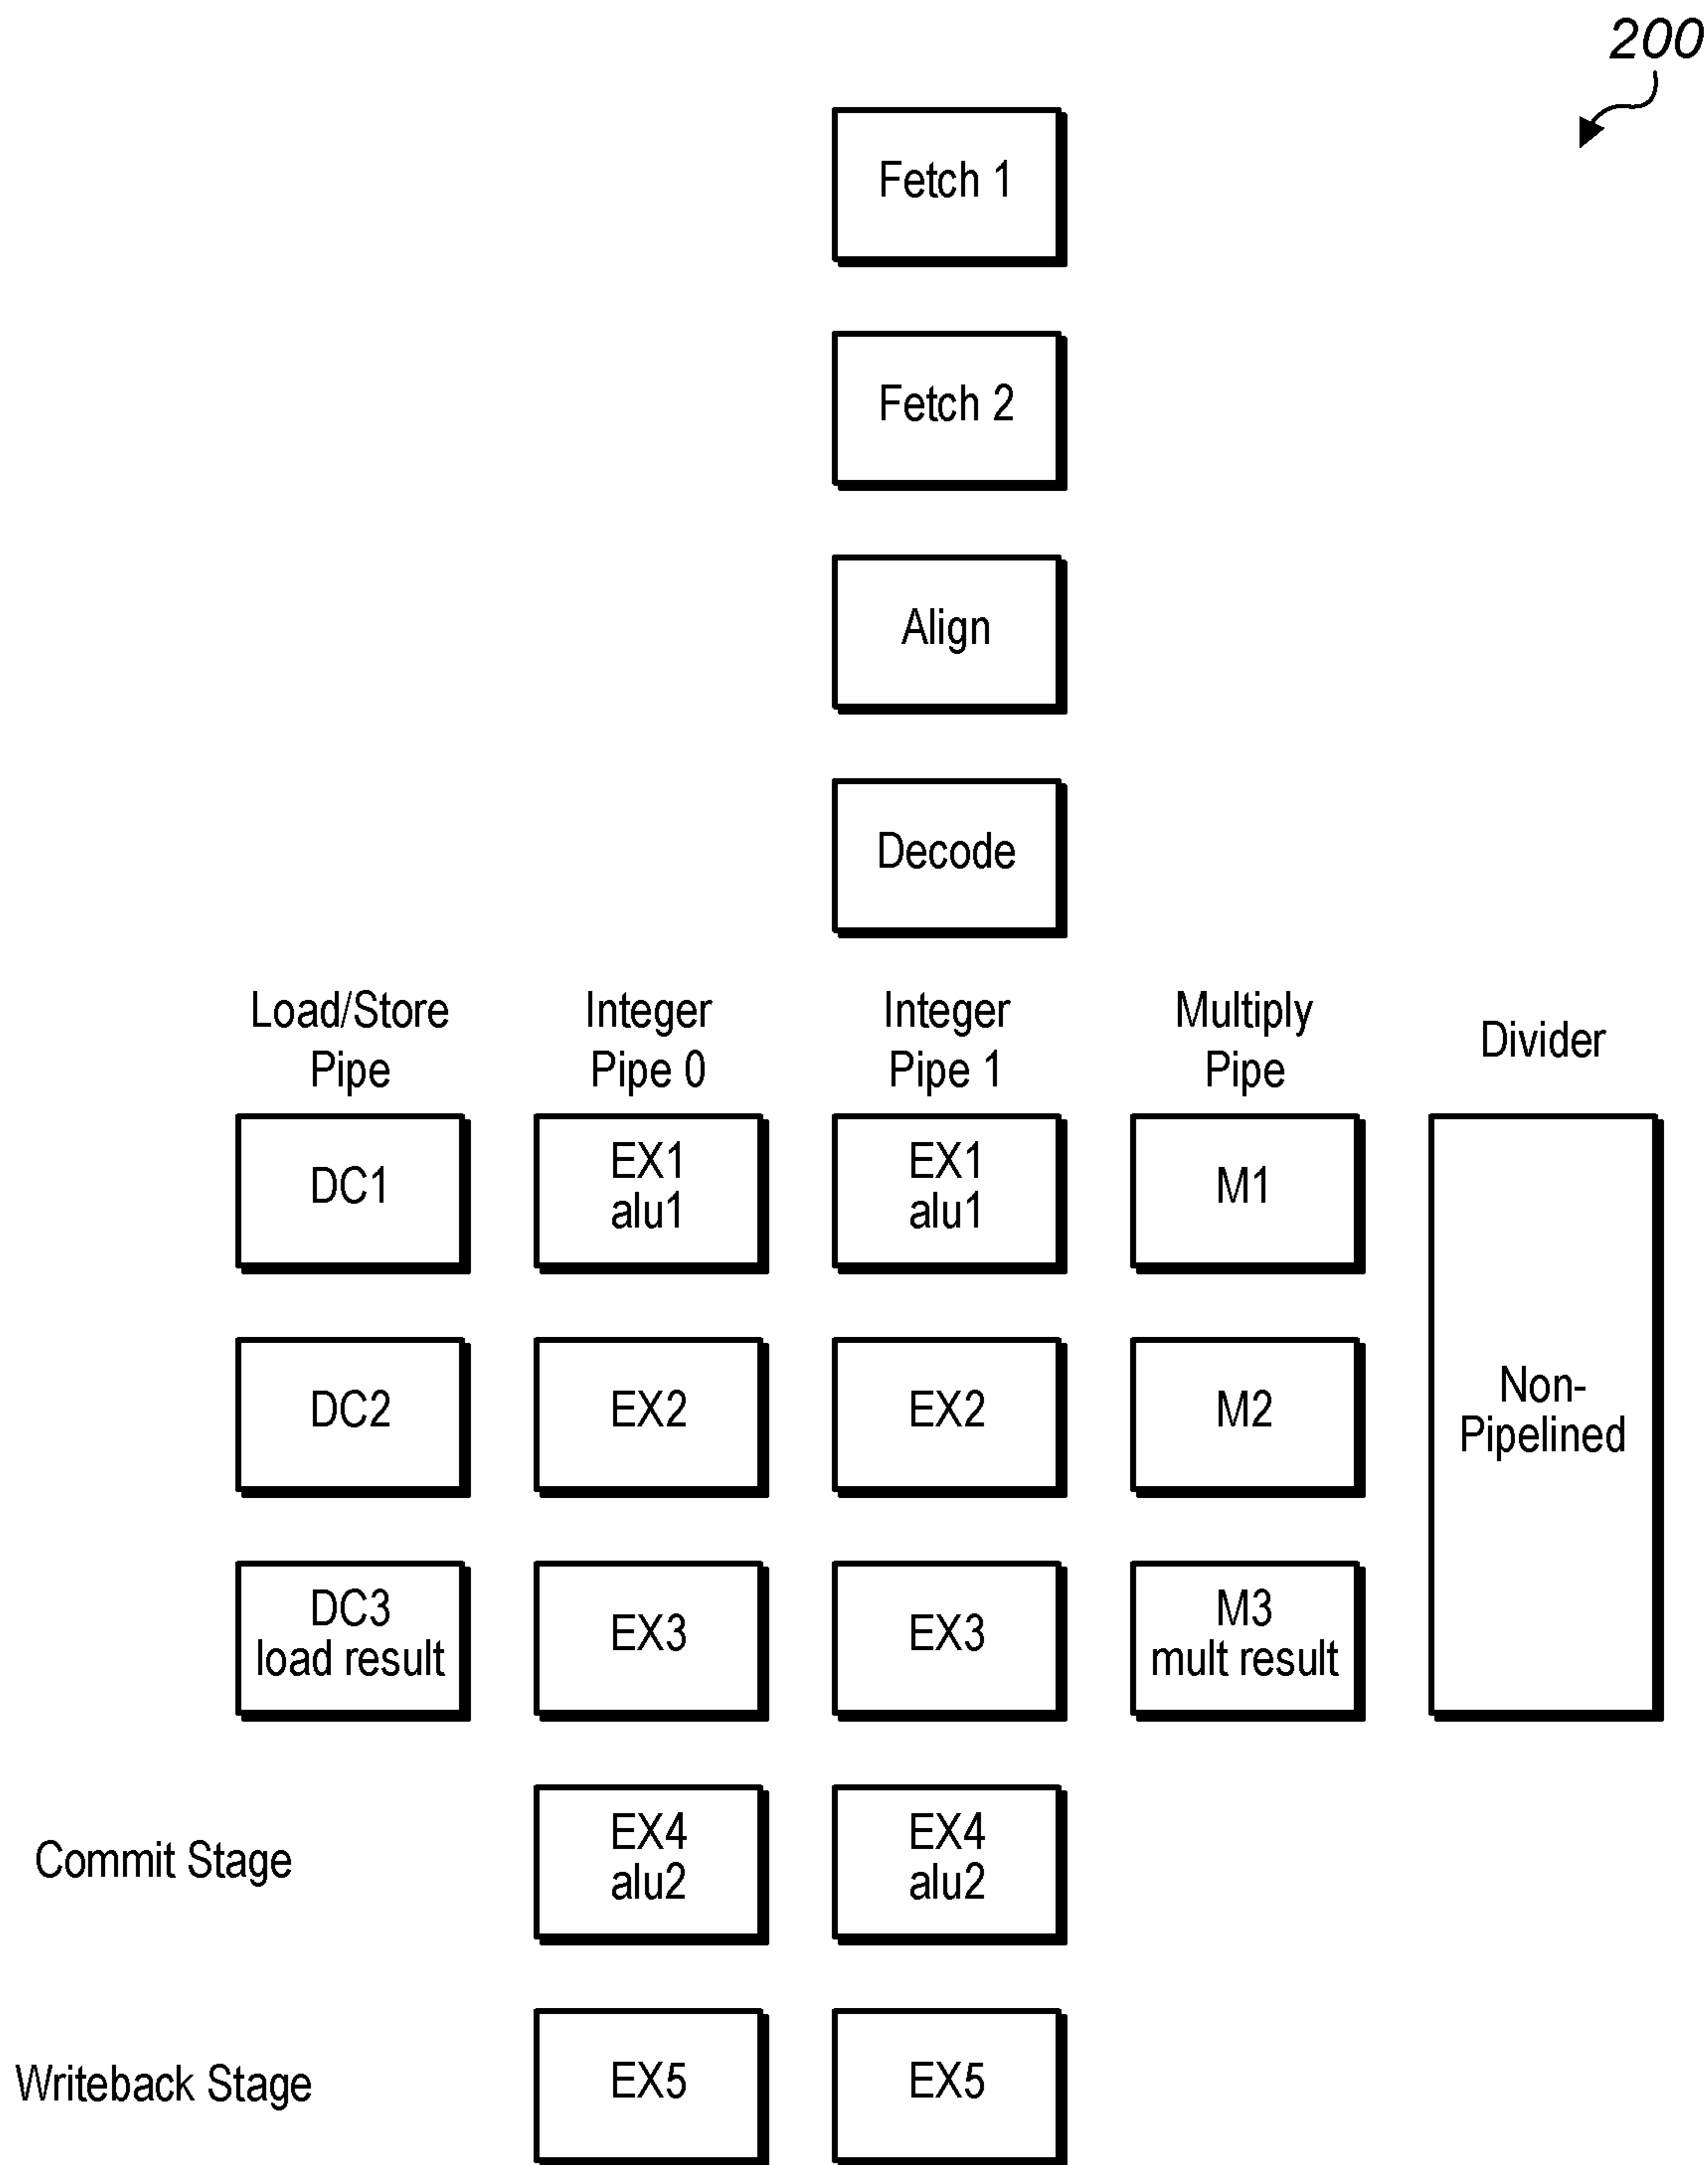 200
Fetch 1
Fetch 2
Align
Decode
Load/Store
Pipe
Integer
Pipe 0
Integer
Pipe 1
Multiply
Pipe
Divider
DC1
EX1
alu1
EX1
alu1
M1
DC2
EX2
EX2
M2
Non-
Pipelined
DC3
load result
EX3
EX3
M3
mult result
Commit Stage
EX4
alu2
EX4
alu2
Writeback Stage
EX5
EX5